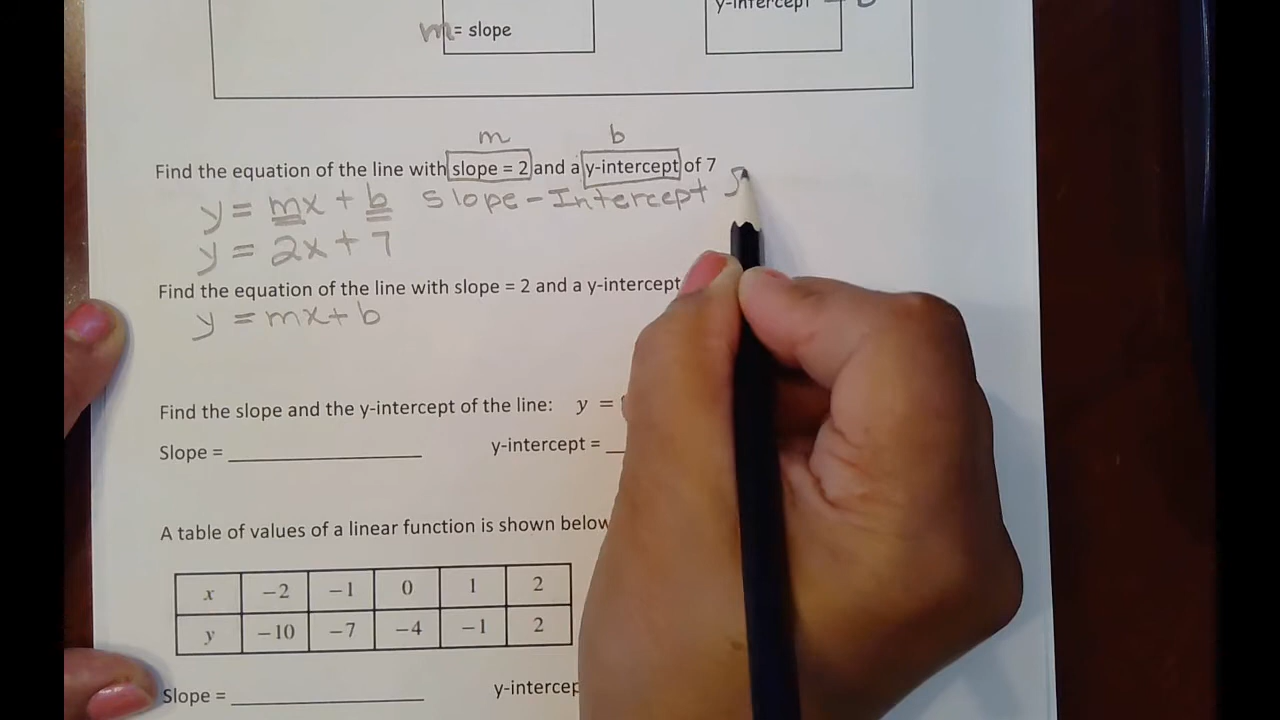 y-intercept
m = slope
m b
Find the equation of the line with slope = 2 and a y-intercept of 7
y = mx + b Slope - Intercept
y = 2x + 7
Find the equation of the line with slope = 2 and a y-intercept
y = mx + b
Find the slope and the y-intercept of the line: y =
Slope = ____ y-intercept = __
A table of values of a linear function is shown below
x −2 −1 0 1 2
y −10 −7 −4 −1 2
Slope = ____